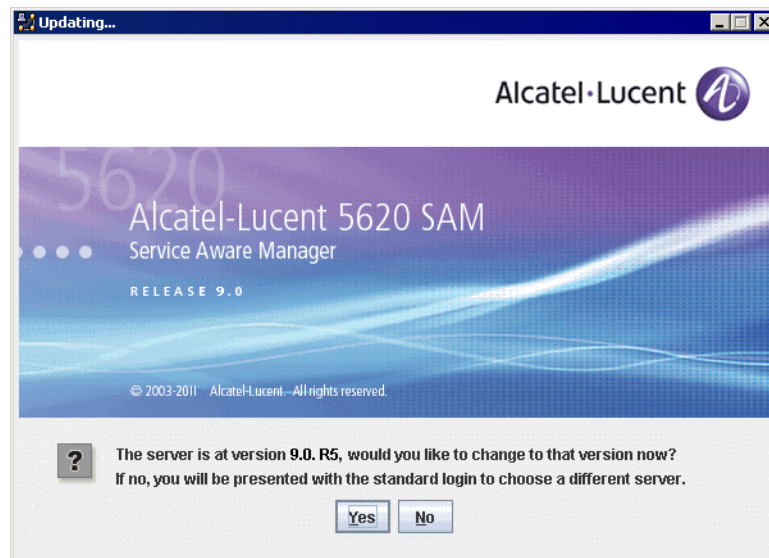 Updating...
Alcatel·Lucent
5620
Alcatel-Lucent 5620 SAM
Service Aware Manager
RELEASE 9.0
© 2003-2011 Alcatel-Lucent. All rights reserved.
The server is at version 9.0. R5, would you like to change to that version now?
If no, you will be presented with the standard login to choose a different server.
Yes No